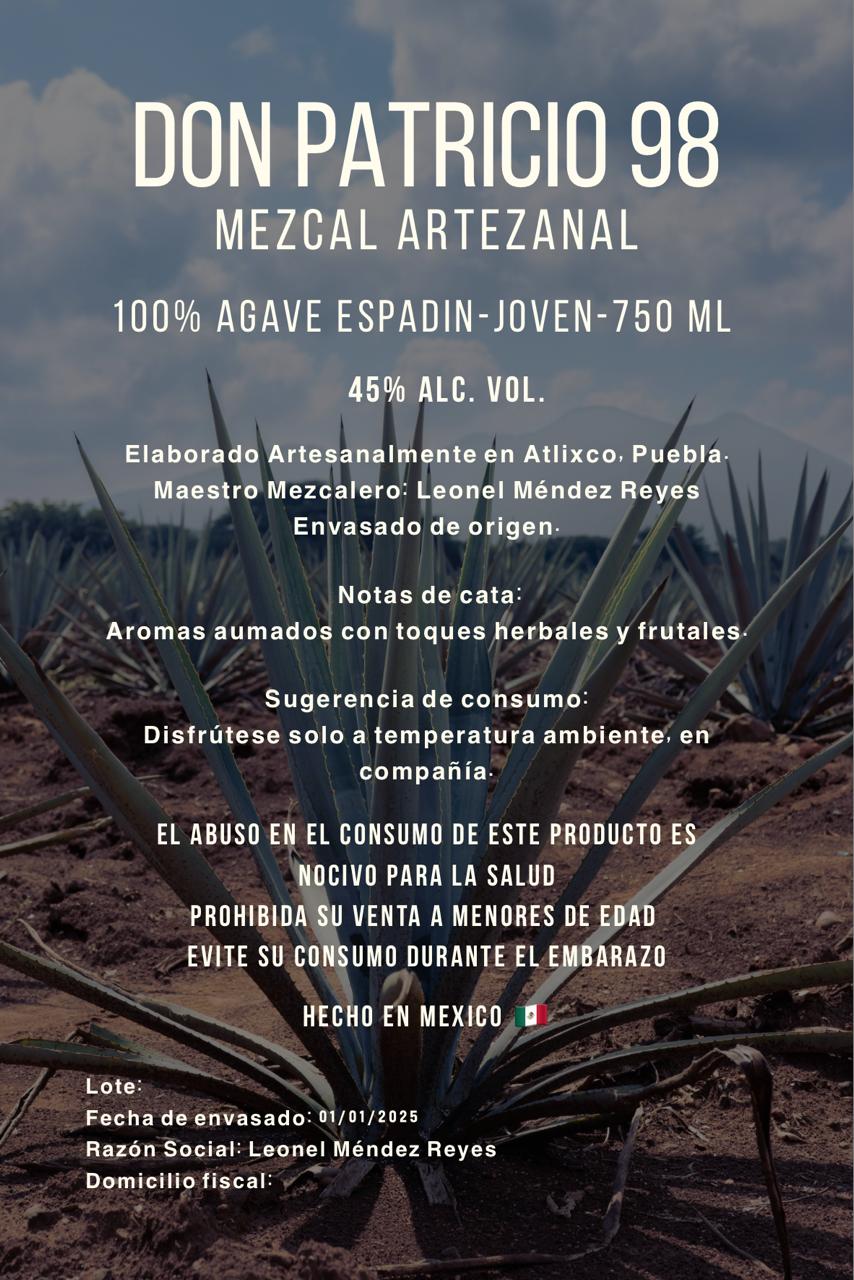 DON PATRICIO 98
MEZCAL ARTEZANAL
100% AGAVE ESPADIN-JOVEN-750 ML
45% ALC. VOL.
Elaborado Artesanalmente en Atlixco, Puebla.
Maestro Mezcalero: Leonel Méndez Reyes
Envasado de origen.
Notas de cata:
Aromas aumados con toques herbales y frutales.
Sugerencia de consumo:
Disfrútese solo a temperatura ambiente, en
compañía.
EL ABUSO EN EL CONSUMO DE ESTE PRODUCTO ES
NOCIVO PARA LA SALUD
PROHIBIDA SU VENTA A MENORES DE EDAD
EVITE SU CONSUMO DURANTE EL EMBARAZO
HECHO EN MEXICO 🇲🇽
Lote:
Fecha de envasado: 01/01/2025
Razón Social: Leonel Méndez Reyes
Domicilio fiscal: